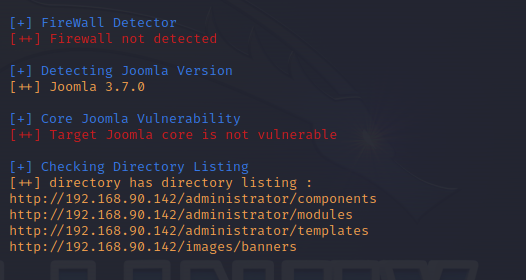 [+] FireWall Detector
[++] Firewall not detected
[+] Detecting Joomla Version
[++] Joomla 3.7.0
[+] Core Joomla Vulnerability
[++] Target Joomla core is not vulnerable
[+] Checking Directory Listing
[++] directory has directory listing :
http://192.168.90.142/administrator/components
http://192.168.90.142/administrator/modules
http://192.168.90.142/administrator/templates
http://192.168.90.142/images/banners